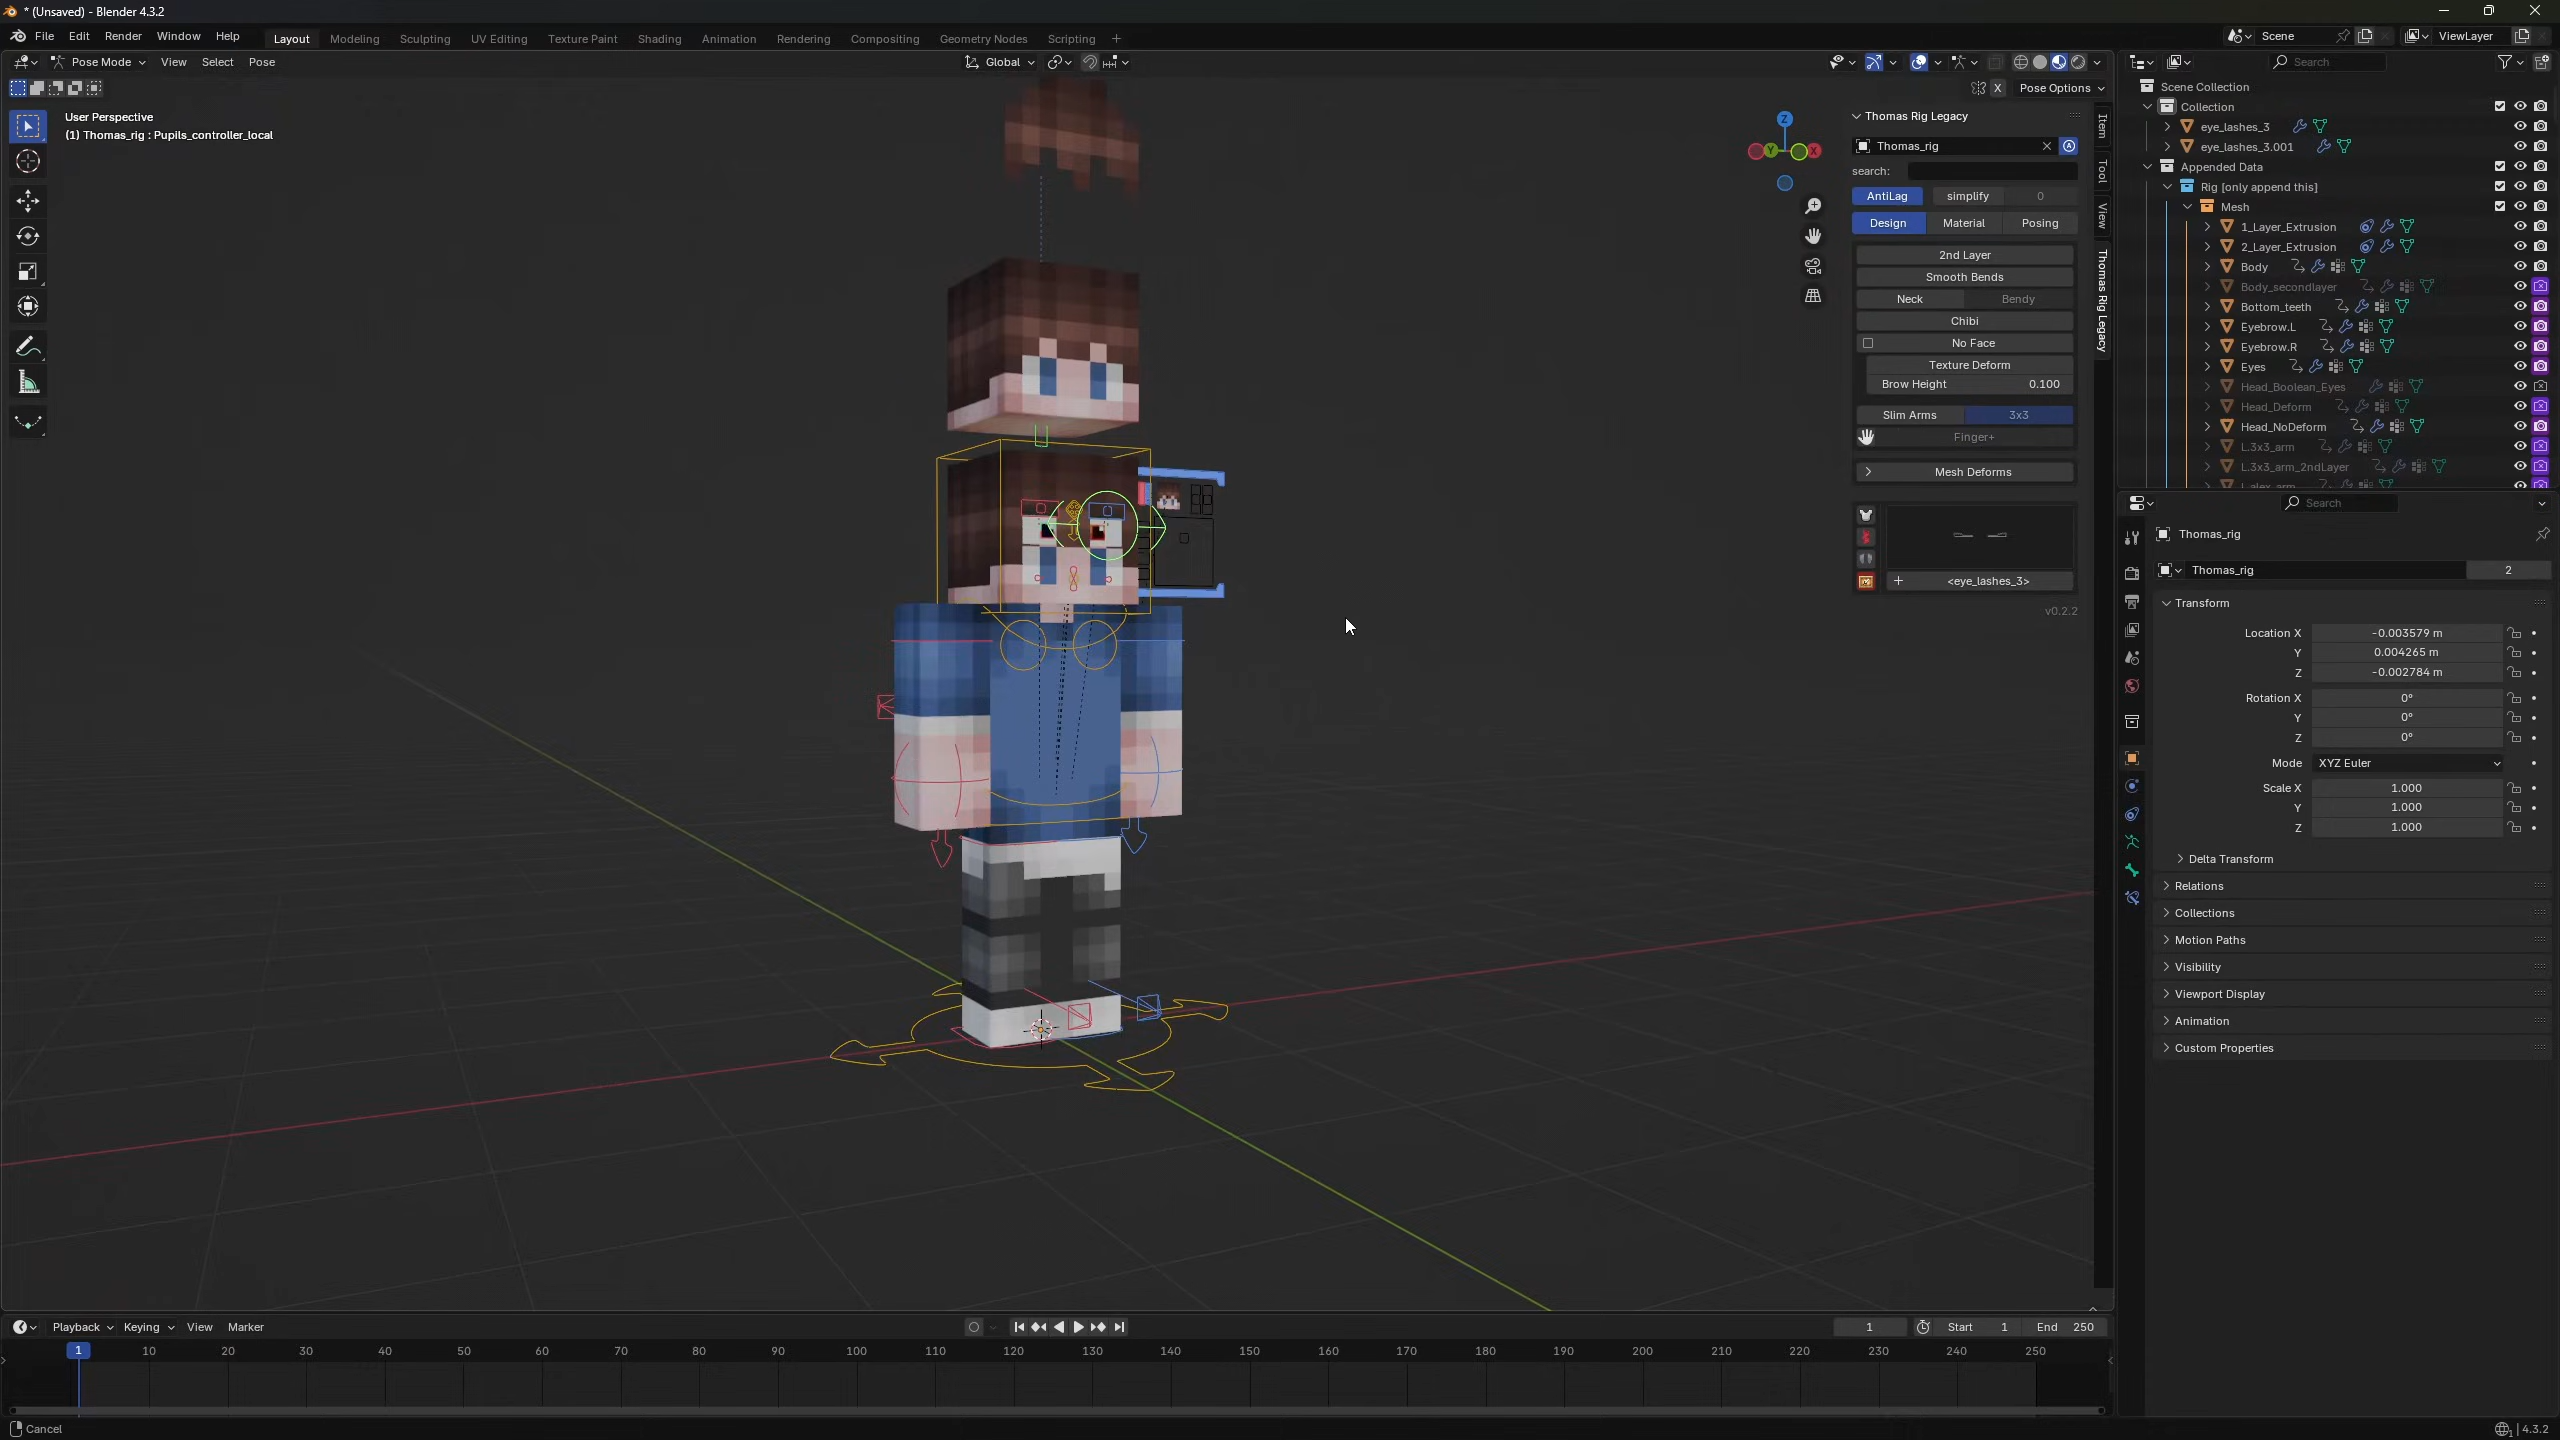 * (Unsaved) - Blender 4.3.2
File Edit Render Window Help Layout Modeling Sculpting UV Editing Texture Paint Shading Animation Rendering Compositing Geometry Nodes Scripting +
Scene ViewLayer
Pose Mode View Select Pose Global
X Pose Options
User Perspective
(1) Thomas_rig : Pupils_controller_local
Z
Y
X
Thomas Rig Legacy
Thomas_rig
search:
AntiLag simplify 0
Design Material Posing
2nd Layer
Smooth Bends
Neck Bendy
Chibi
No Face
Texture Deform
Brow Height 0.100
Slim Arms 3x3
Finger+
Mesh Deforms
+ <eye_lashes_3>
v0.2.2
Item
Tool
View
Thomas Rig Legacy
Search
Scene Collection
Collection
eye_lashes_3
eye_lashes_3.001
Appended Data
Rig [only append this]
Mesh
1_Layer_Extrusion
2_Layer_Extrusion
Body
Body_secondlayer
Bottom_teeth
Eyebrow.L
Eyebrow.R
Eyes
Head_Boolean_Eyes
Head_Deform
Head_NoDeform
L.3x3_arm
L.3x3_arm_2ndLayer
Search
Thomas_rig
Thomas_rig 2
Transform
Location X -0.003579 m
Y 0.004265 m
Z -0.002784 m
Rotation X 0°
Y 0°
Z 0°
Mode XYZ Euler
Scale X 1.000
Y 1.000
Z 1.000
Delta Transform
Relations
Collections
Motion Paths
Visibility
Viewport Display
Animation
Custom Properties
Playback Keying View Marker
1 Start 1 End 250
1 10 20 30 40 50 60 70 80 90 100 110 120 130 140 150 160 170 180 190 200 210 220 230 240 250
Cancel
4.3.2